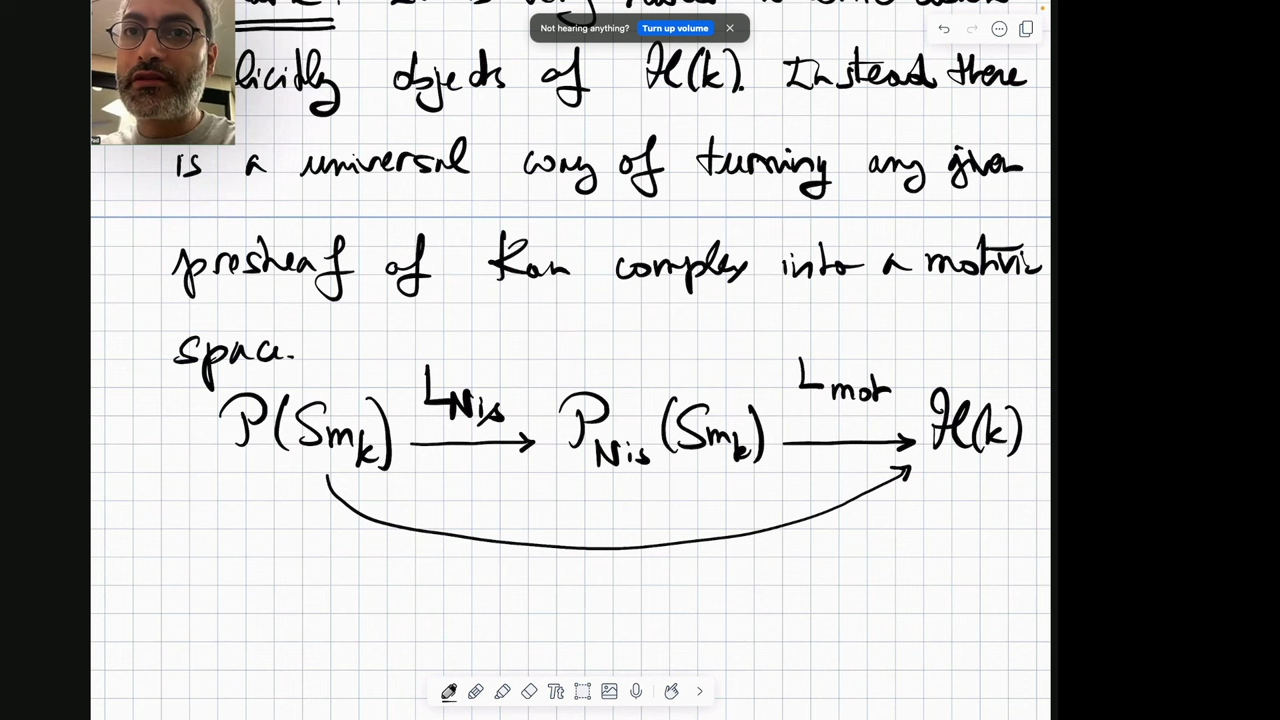 Not hearing anything? Turn up volume
licitly objects of ℋ(k). Instead there
is a universal way of turning any given
presheaf of Kan complex into a motivic
space.
P(Sm_k) L_Nis P_Nis(Sm_k) L_mot ℋ(k)
Tt